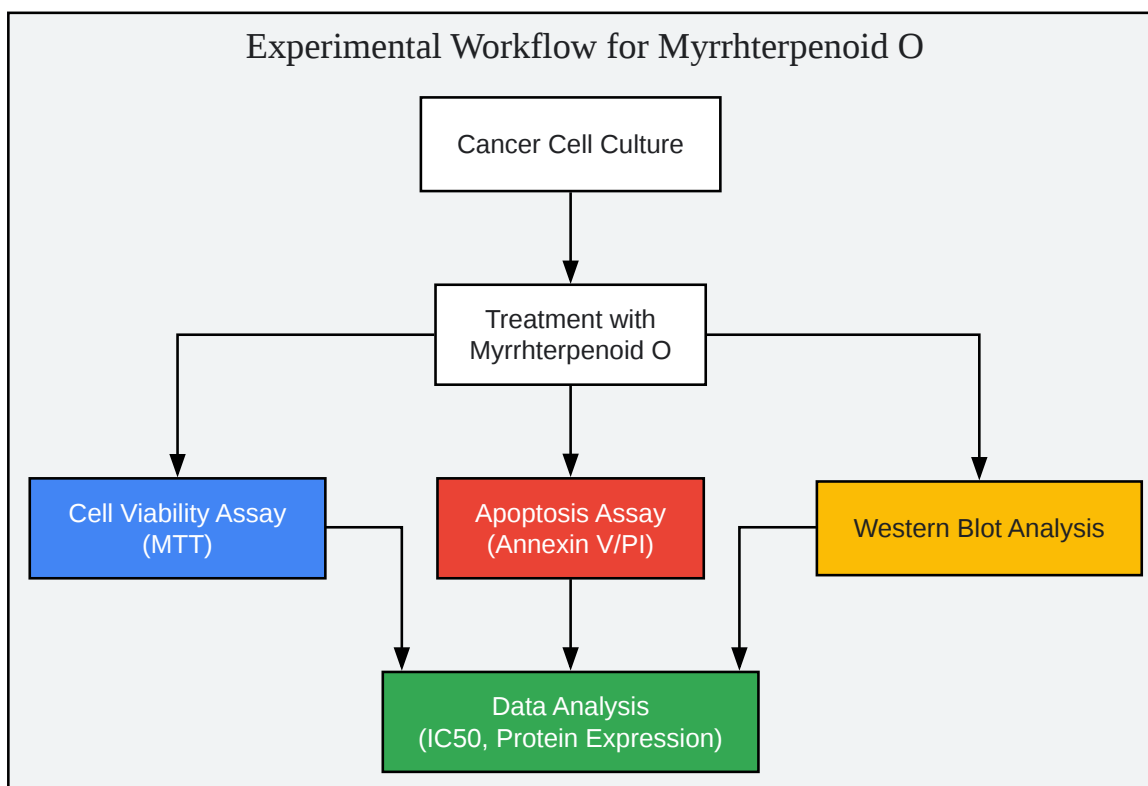 Experimental Workflow for Myrrhterpenoid O
Cancer Cell Culture
Treatment with
Myrrhterpenoid O
Cell Viability Assay
(MTT)
Apoptosis Assay
(Annexin V/PI)
Western Blot Analysis
Data Analysis
(IC50, Protein Expression)